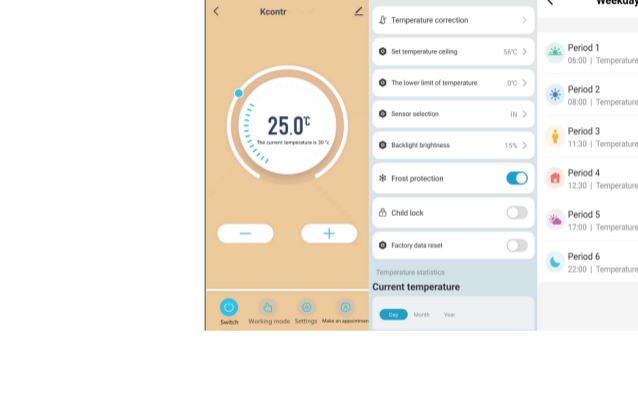 Kcontr
25.0℃
The current temperature is 30 ℃
Switch
Working mode
Settings
Make an appointmen
Temperature correction
Set temperature ceiling
56℃
The lower limit of temperature
0℃
Sensor selection
IN
Backlight brightness
15%
Frost protection
Child lock
Factory data reset
Temperature statistics
Current temperature
Day
Month
Year
Weekday
Period 1
06:00 | Temperature
Period 2
08:00 | Temperature
Period 3
11:30 | Temperature
Period 4
12:30 | Temperature
Period 5
17:00 | Temperature
Period 6
22:00 | Temperature